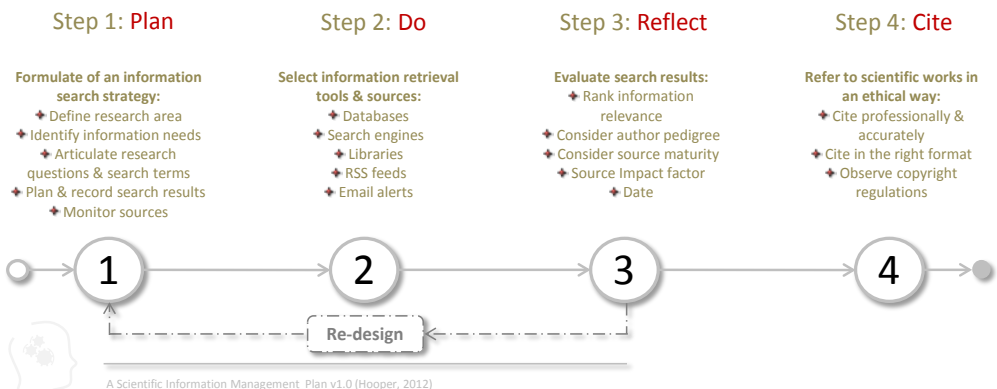 Step 1: Plan
Formulate of an information
search strategy:
Define research area
Identify information needs
Articulate research
questions & search terms
Plan & record search results
Monitor sources
Step 2: Do
Select information retrieval
tools & sources:
Databases
Search engines
Libraries
RSS feeds
Email alerts
Step 3: Reflect
Evaluate search results:
Rank information
relevance
Consider author pedigree
Consider source maturity
Source Impact factor
Date
Step 4: Cite
Refer to scientific works in
an ethical way:
Cite professionally &
accurately
Cite in the right format
Observe copyright
regulations
1
2
3
4
Re-design
A Scientific Information Management Plan v1.0 (Hooper, 2012)